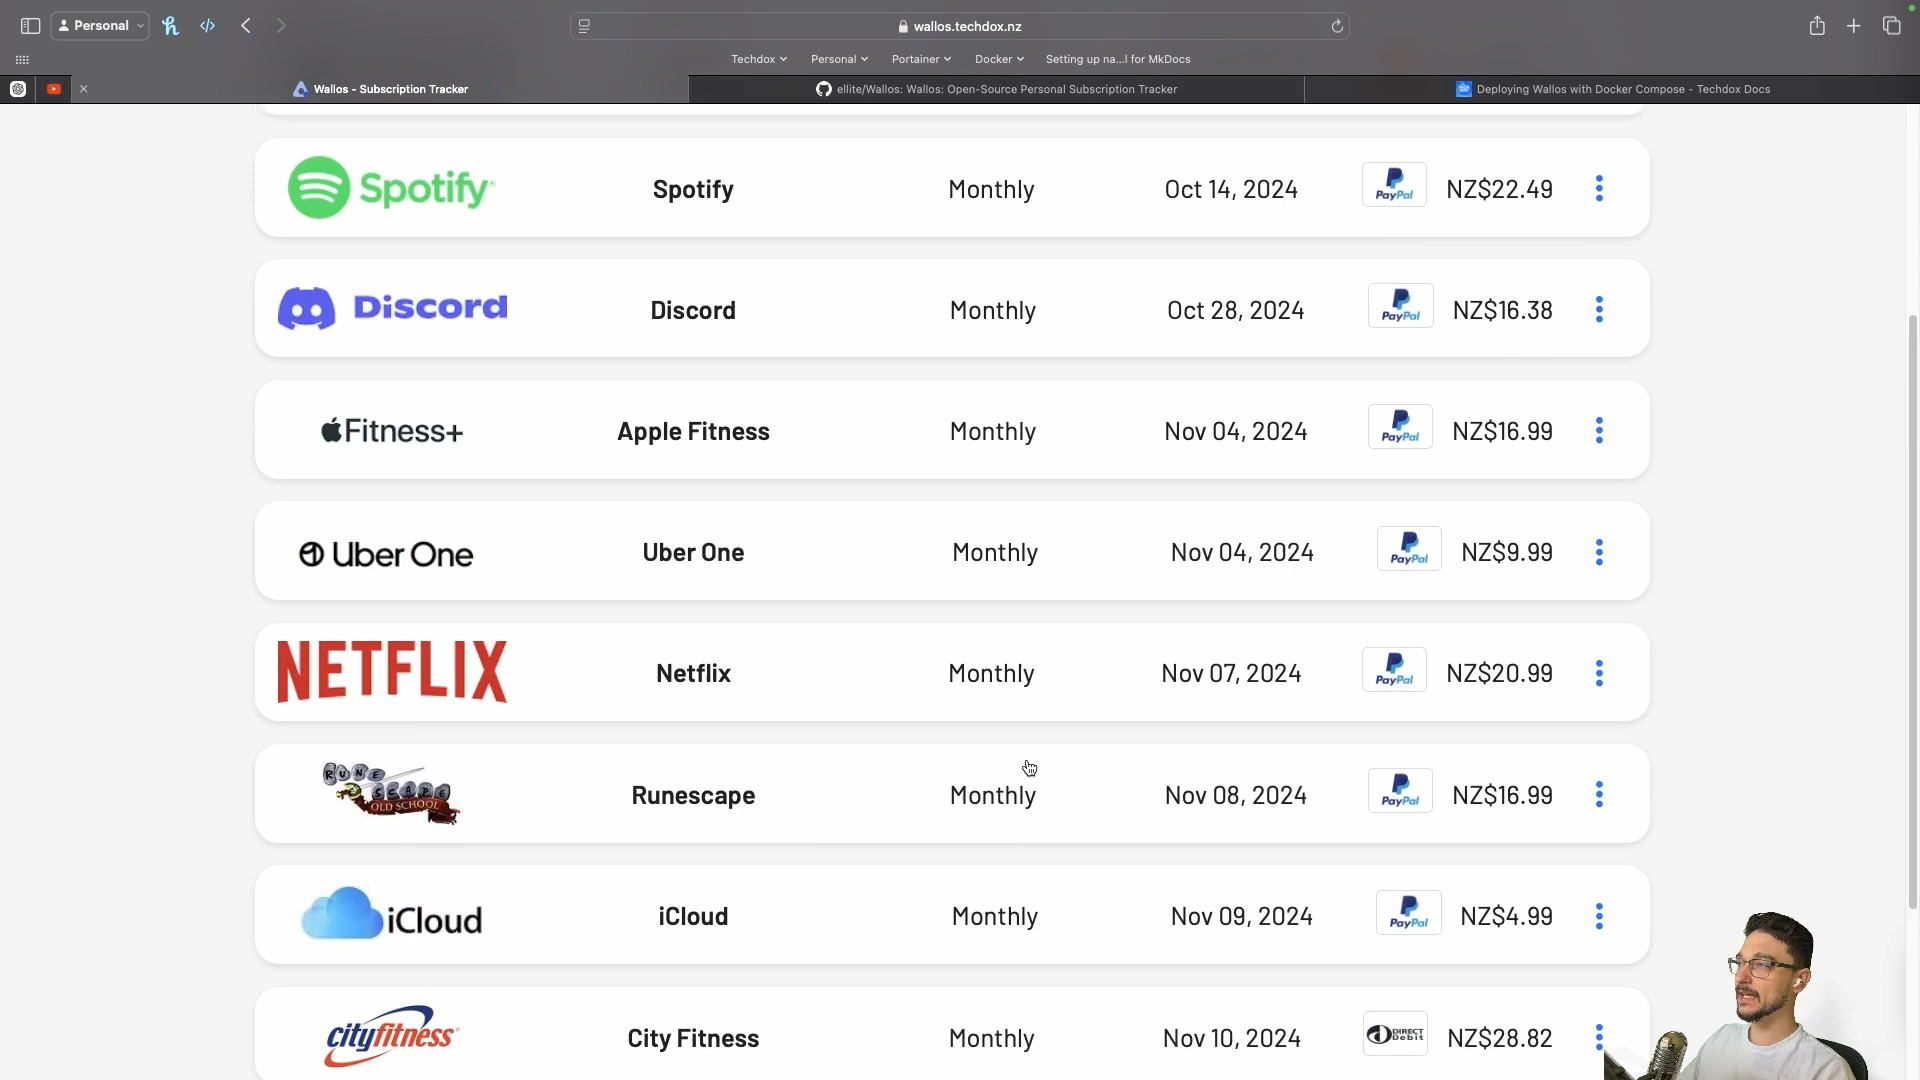 Personal
wallos.techdox.nz
Techdox Personal Portainer Docker Setting up na...l for MkDocs
Wallos - Subscription Tracker
ellite/Wallos: Wallos: Open-Source Personal Subscription Tracker
Deploying Wallos with Docker Compose - Techdox Docs
Spotify Spotify Monthly Oct 14, 2024 PayPal NZ$22.49
Discord Discord Monthly Oct 28, 2024 PayPal NZ$16.38
Fitness+ Apple Fitness Monthly Nov 04, 2024 PayPal NZ$16.99
Uber One Uber One Monthly Nov 04, 2024 PayPal NZ$9.99
NETFLIX Netflix Monthly Nov 07, 2024 PayPal NZ$20.99
RUNE SCAPE OLD SCHOOL Runescape Monthly Nov 08, 2024 PayPal NZ$16.99
iCloud iCloud Monthly Nov 09, 2024 PayPal NZ$4.99
cityfitness City Fitness Monthly Nov 10, 2024 DIRECT Debit NZ$28.82